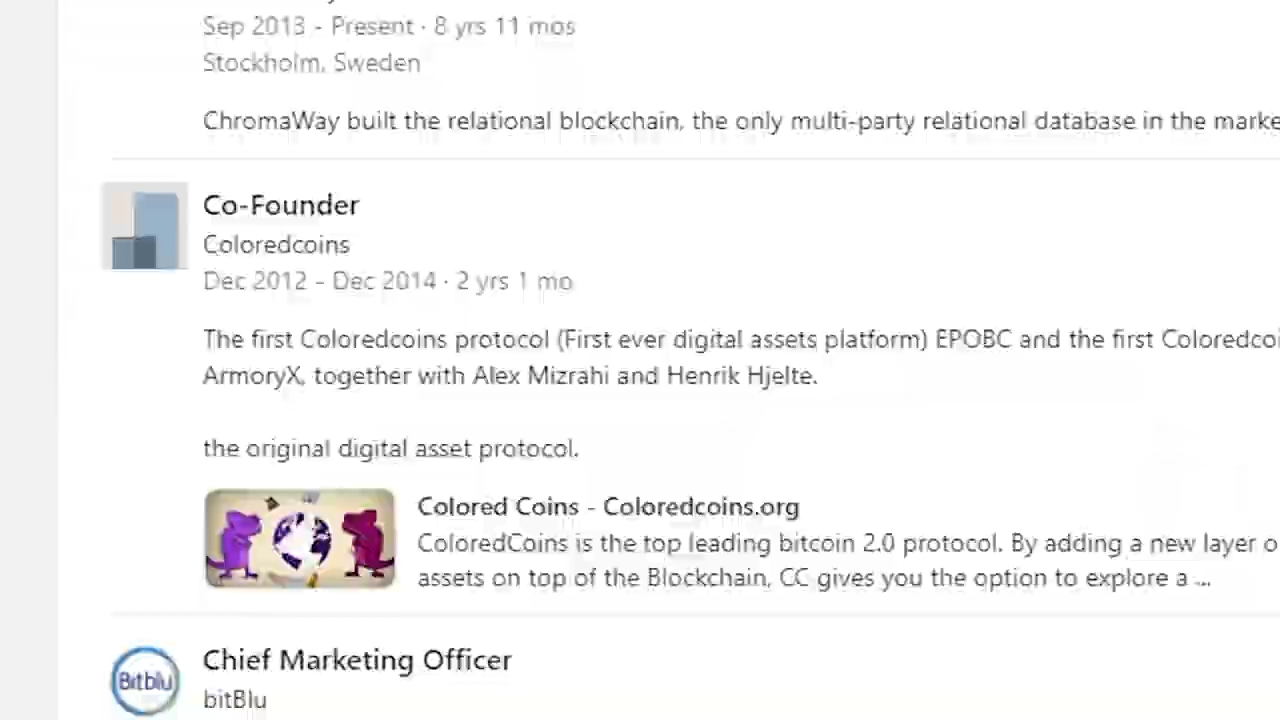 Sep 2013 - Present · 8 yrs 11 mos
Stockholm, Sweden
ChromaWay built the relational blockchain, the only multi-party relational database in the marke
Co-Founder
Coloredcoins
Dec 2012 - Dec 2014 · 2 yrs 1 mo
The first Coloredcoins protocol (First ever digital assets platform) EPOBC and the first Coloredcoi
ArmoryX, together with Alex Mizrahi and Henrik Hjelte.
the original digital asset protocol.
Colored Coins - Coloredcoins.org
ColoredCoins is the top leading bitcoin 2.0 protocol. By adding a new layer o
assets on top of the Blockchain, CC gives you the option to explore a ...
Chief Marketing Officer
Bitblu
bitBlu